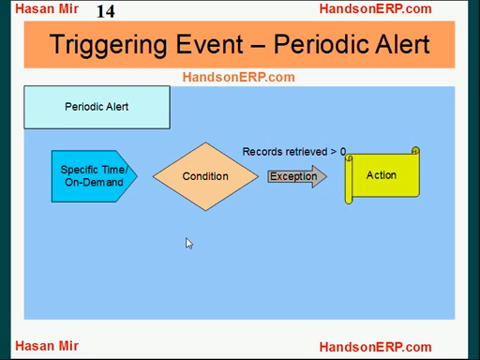 Hasan Mir 14 HandsonERP.com
Triggering Event – Periodic Alert
HandsonERP.com
Periodic Alert
Records retrieved > 0
Specific Time/
On-Demand
Condition
Exception
Action
Hasan Mir HandsonERP.com